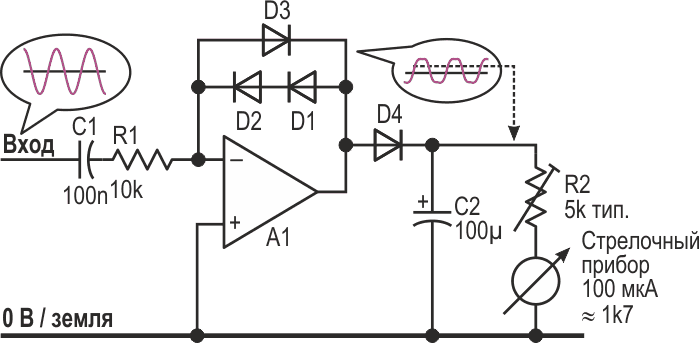 D3
D2
D1
Вход
C1
100n
R1
10k
−
+
A1
D4
+
C2
100µ
R2
5k тип.
Стрелочный
прибор
100 мкА
≈ 1k7
0 В / земля